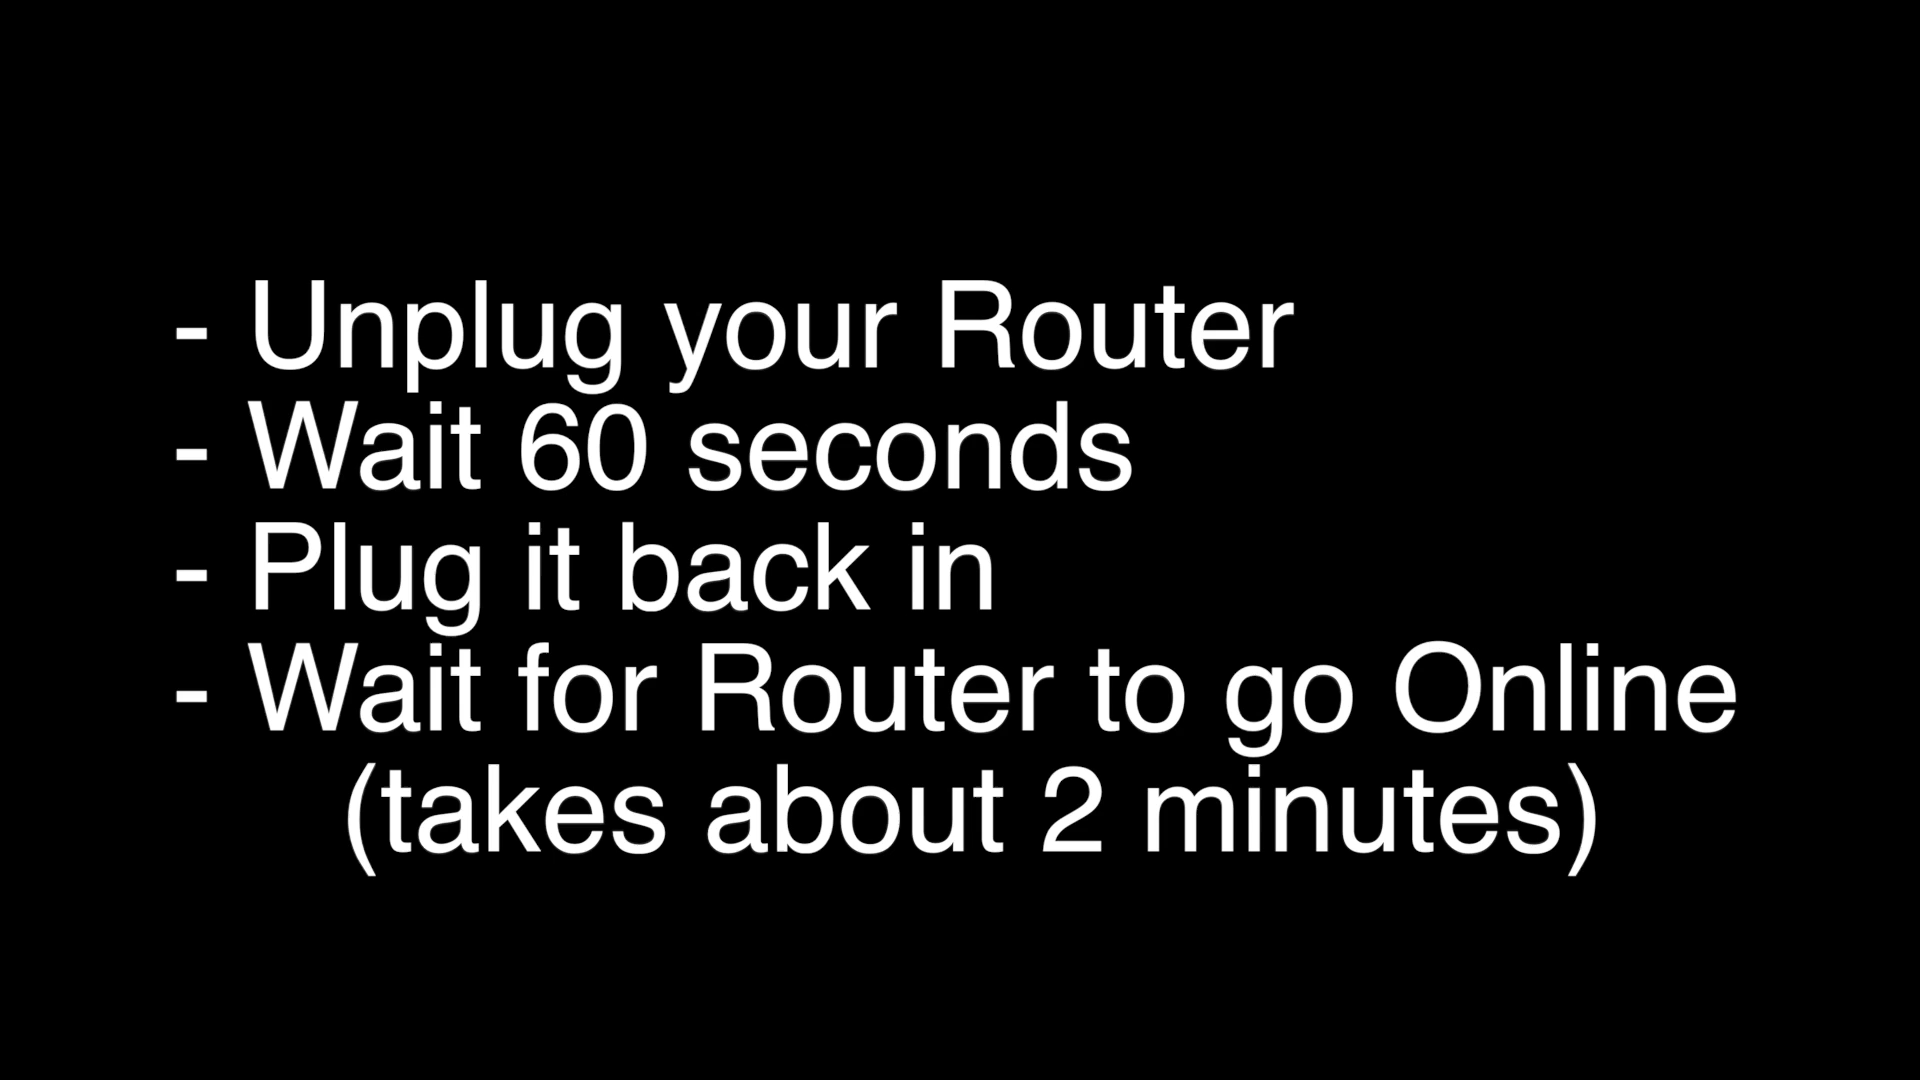 - Unplug your Router
- Wait 60 seconds
- Plug it back in
- Wait for Router to go Online
(takes about 2 minutes)